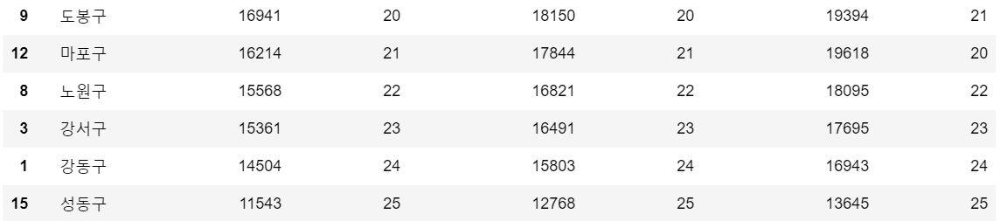 9 도봉구 16941 20 18150 20 19394 21
12 마포구 16214 21 17844 21 19618 20
8 노원구 15568 22 16821 22 18095 22
3 강서구 15361 23 16491 23 17695 23
1 강동구 14504 24 15803 24 16943 24
15 성동구 11543 25 12768 25 13645 25